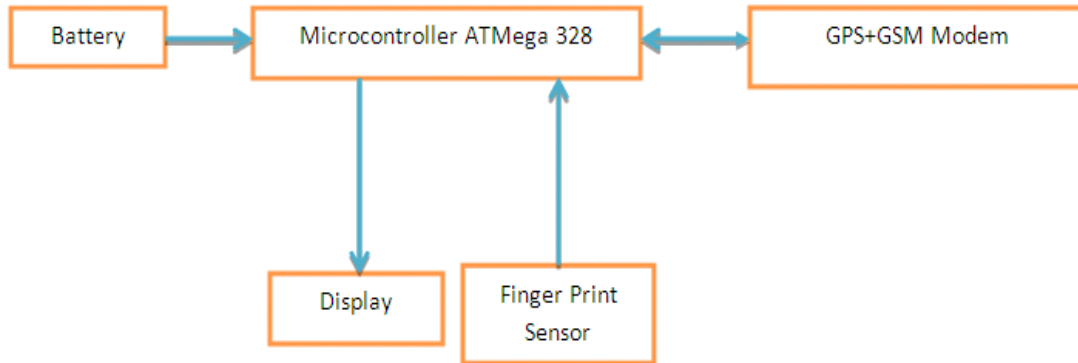 Battery
Microcontroller ATMega 328
GPS+GSM Modem
Display
Finger Print
Sensor